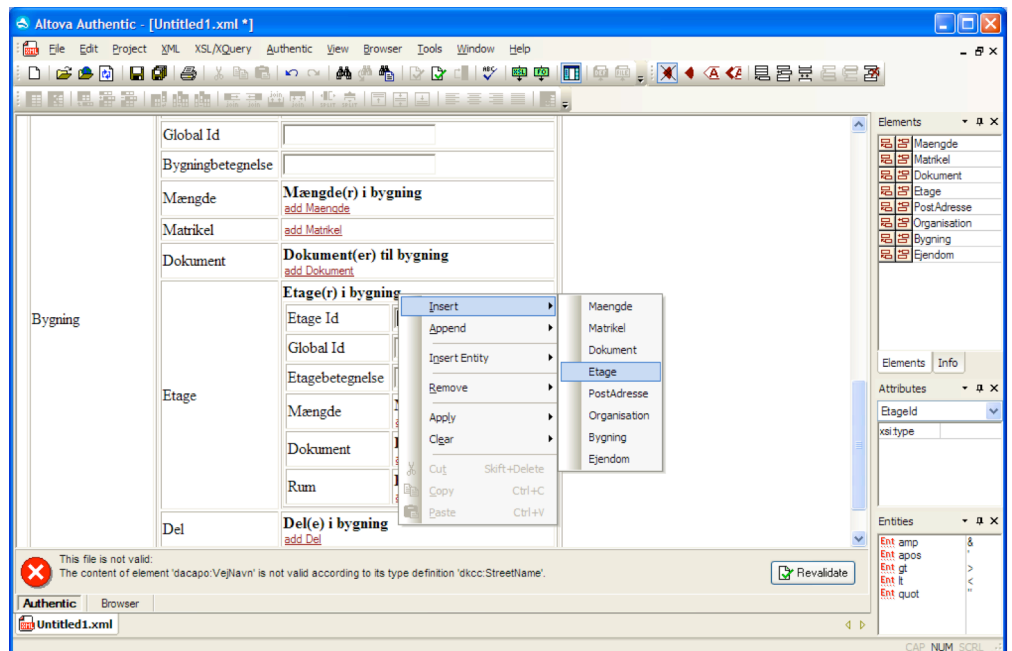 Altova Authentic - [Untitled1.xml *]
File Edit Project XML XSL/XQuery Authentic View Browser Tools Window Help
Global Id
Bygningbetegnelse
Mængde
Mængde(r) i bygning
add Maengde
Matrikel
add Matrikel
Dokument
Dokument(er) til bygning
add Dokument
Bygning
Etage
Etage(r) i bygning
Etage Id
Global Id
Etagebetegnelse
Mængde
Dokument
Rum
Del
Del(e) i bygning
add Del
Insert
Append
Insert Entity
Remove
Apply
Clear
Cut Skift+Delete
Copy Ctrl+C
Paste Ctrl+V
Maengde
Matrikel
Dokument
Etage
PostAdresse
Organisation
Bygning
Ejendom
Elements
Maengde
Matrikel
Dokument
Etage
PostAdresse
Organisation
Bygning
Ejendom
Elements Info
Attributes
EtageId
xsi:type
Entities
Ent amp &
Ent apos '
Ent gt >
Ent lt <
Ent quot "
This file is not valid:
The content of element 'dacapo:VejNavn' is not valid according to its type definition 'dkcc:StreetName'.
Revalidate
Authentic Browser
Untitled1.xml
CAP NUM SCRL